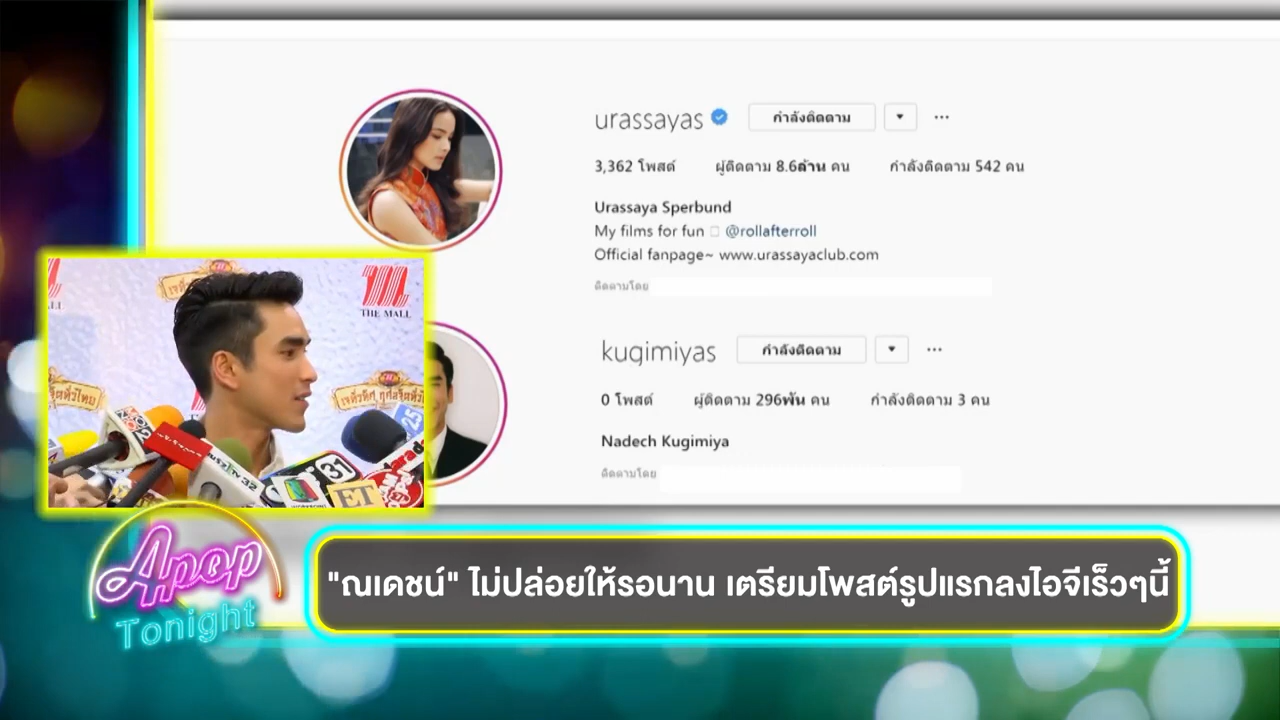 urassayas กำลังติดตาม
3,362 โพสต์ ผู้ติดตาม 8.6ล้าน คน กำลังติดตาม 542 คน
Urassaya Sperbund
My films for fun @rollafterroll
Official fanpage~ www.urassayaclub.com
ติดตามโดย
kugimiyas กำลังติดตาม
0 โพสต์ ผู้ติดตาม 296พัน คน กำลังติดตาม 3 คน
Nadech Kugimiya
ติดตามโดย
THE MALL
31
ET
32
25
Apop
Tonight
"ณเดชน์" ไม่ปล่อยให้รอนาน เตรียมโพสต์รูปแรกลงไอจีเร็วๆนี้